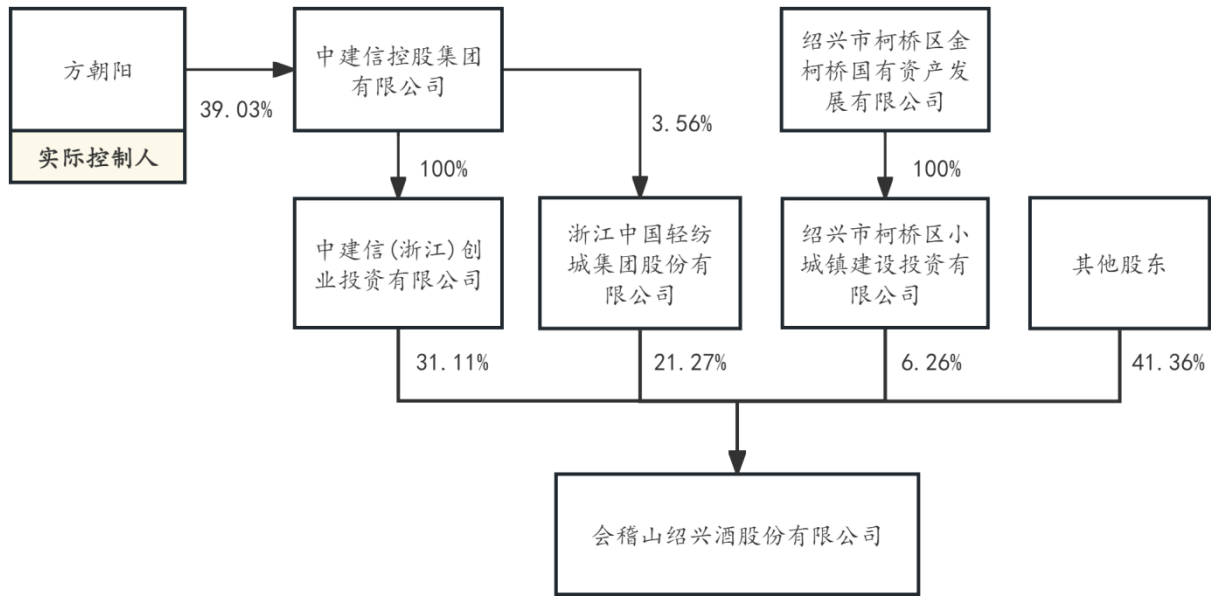 方朝阳
实际控制人
39.03%
中建信控股集团
有限公司
3.56%
绍兴市柯桥区金
柯桥国有资产发
展有限公司
100%
100%
中建信(浙江)创
业投资有限公司
浙江中国轻纺
城集团股份有
限公司
绍兴市柯桥区小
城镇建设投资有
限公司
其他股东
31.11%
21.27%
6.26%
41.36%
会稽山绍兴酒股份有限公司